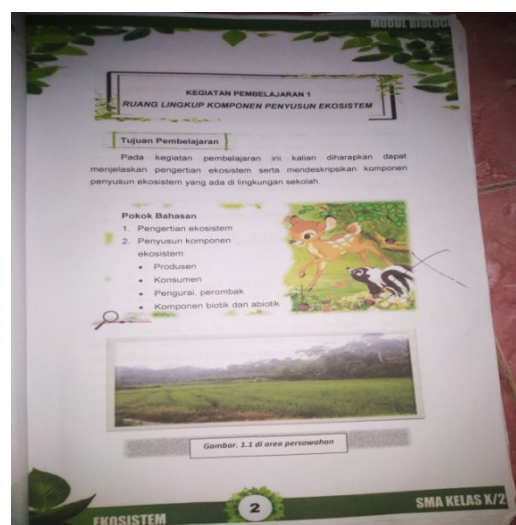 MODUL BIOLOGI
KEGIATAN PEMBELAJARAN 1
RUANG LINGKUP KOMPONEN PENYUSUN EKOSISTEM
Tujuan Pembelajaran
Pada kegiatan pembelajaran ini kalian diharapkan dapat
menjelaskan pengertian ekosistem serta mendeskripsikan komponen
penyusun ekosistem yang ada di lingkungan sekolah.
Pokok Bahasan
1. Pengertian ekosistem
2. Penyusun komponen
ekosistem
• Produsen
• Konsumen
• Pengurai, perombak
• Komponen biotik dan abiotik
Gambar. 1.1 di area persawahan
EKOSISTEM
2
SMA KELAS X/2